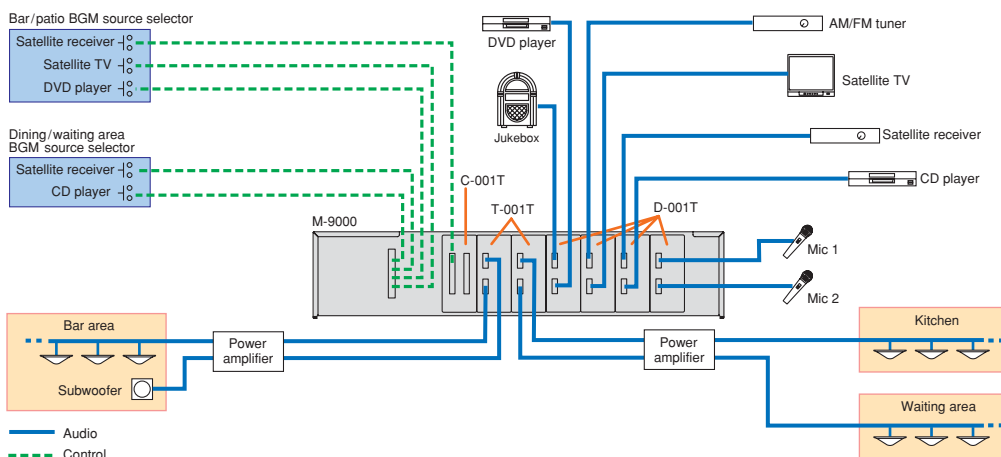 Bar/patio BGM source selector
Satellite receiver
Satellite TV
DVD player
Dining/waiting area
BGM source selector
Satellite receiver
CD player
DVD player
Jukebox
AM/FM tuner
Satellite TV
Satellite receiver
CD player
C-001T
T-001T
D-001T
M-9000
Mic 1
Mic 2
Bar area
Subwoofer
Power
amplifier
Power
amplifier
Kitchen
Waiting area
Audio
Control